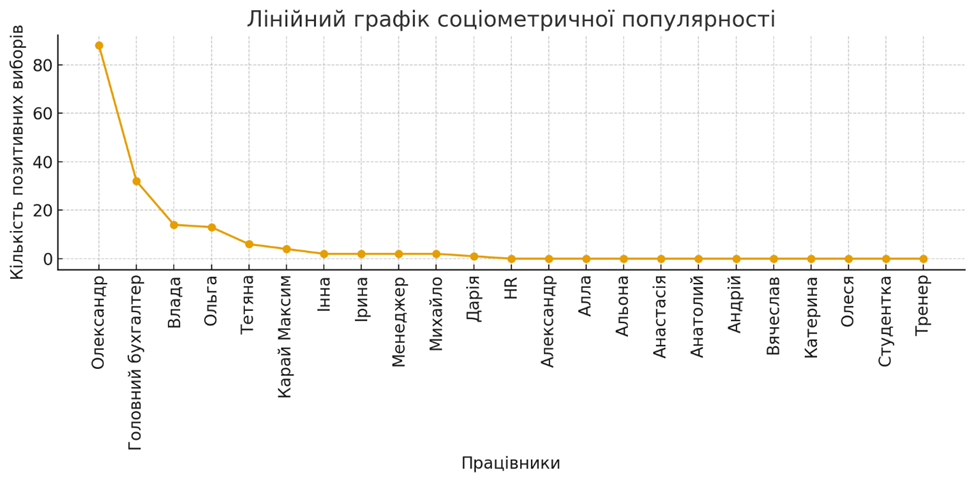 Лінійний графік соціометричної популярності
Кількість позитивних виборів
80
60
40
20
0
Олександр
Головний бухгалтер
Влада
Ольга
Тетяна
Карай Максим
Інна
Ірина
Менеджер
Михайло
Дарія
HR
Александр
Алла
Альона
Анастасія
Анатолий
Андрій
Вячеслав
Катерина
Олеся
Студентка
Тренер
Працівники